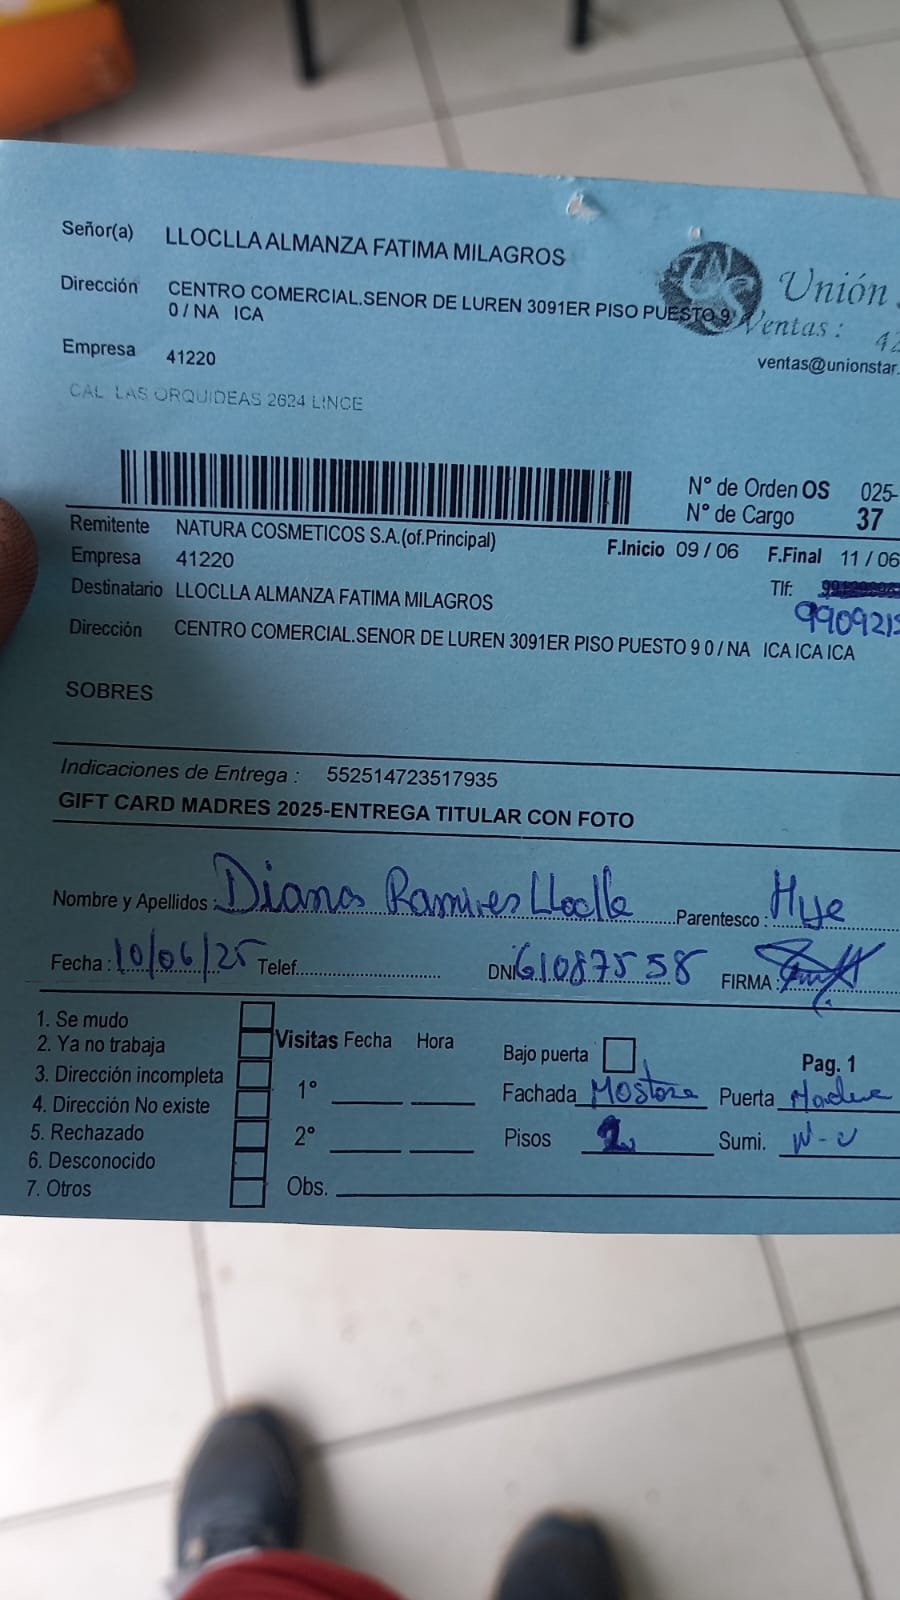 Señor(a) LLOCLLA ALMANZA FATIMA MILAGROS
Dirección CENTRO COMERCIAL.SENOR DE LUREN 3091ER PISO PUESTO 9
0 / NA ICA
Unión
Ventas : 42
Empresa 41220
ventas@unionstar.
CAL LAS ORQUIDEAS 2624 LINCE
N° de Orden OS 025-
N° de Cargo 37
Remitente NATURA COSMETICOS S.A.(of.Principal)
F.Inicio 09 / 06 F.Final 11 / 06
Empresa 41220
Tlf:
990921
Destinatario LLOCLLA ALMANZA FATIMA MILAGROS
Dirección CENTRO COMERCIAL.SENOR DE LUREN 3091ER PISO PUESTO 9 0 / NA ICA ICA ICA
SOBRES
Indicaciones de Entrega : 552514723517935
GIFT CARD MADRES 2025-ENTREGA TITULAR CON FOTO
Nombre y Apellidos : Diana Ramires Lloclla Parentesco : Hije
Fecha : 10/06/25 Telef. DNI 61087558 FIRMA :
1. Se mudo
2. Ya no trabaja
3. Dirección incompleta
4. Dirección No existe
5. Rechazado
6. Desconocido
7. Otros
Visitas Fecha Hora
1°
2°
Obs.
Bajo puerta Pag. 1
Fachada Puerta
Pisos 2 Sumi.